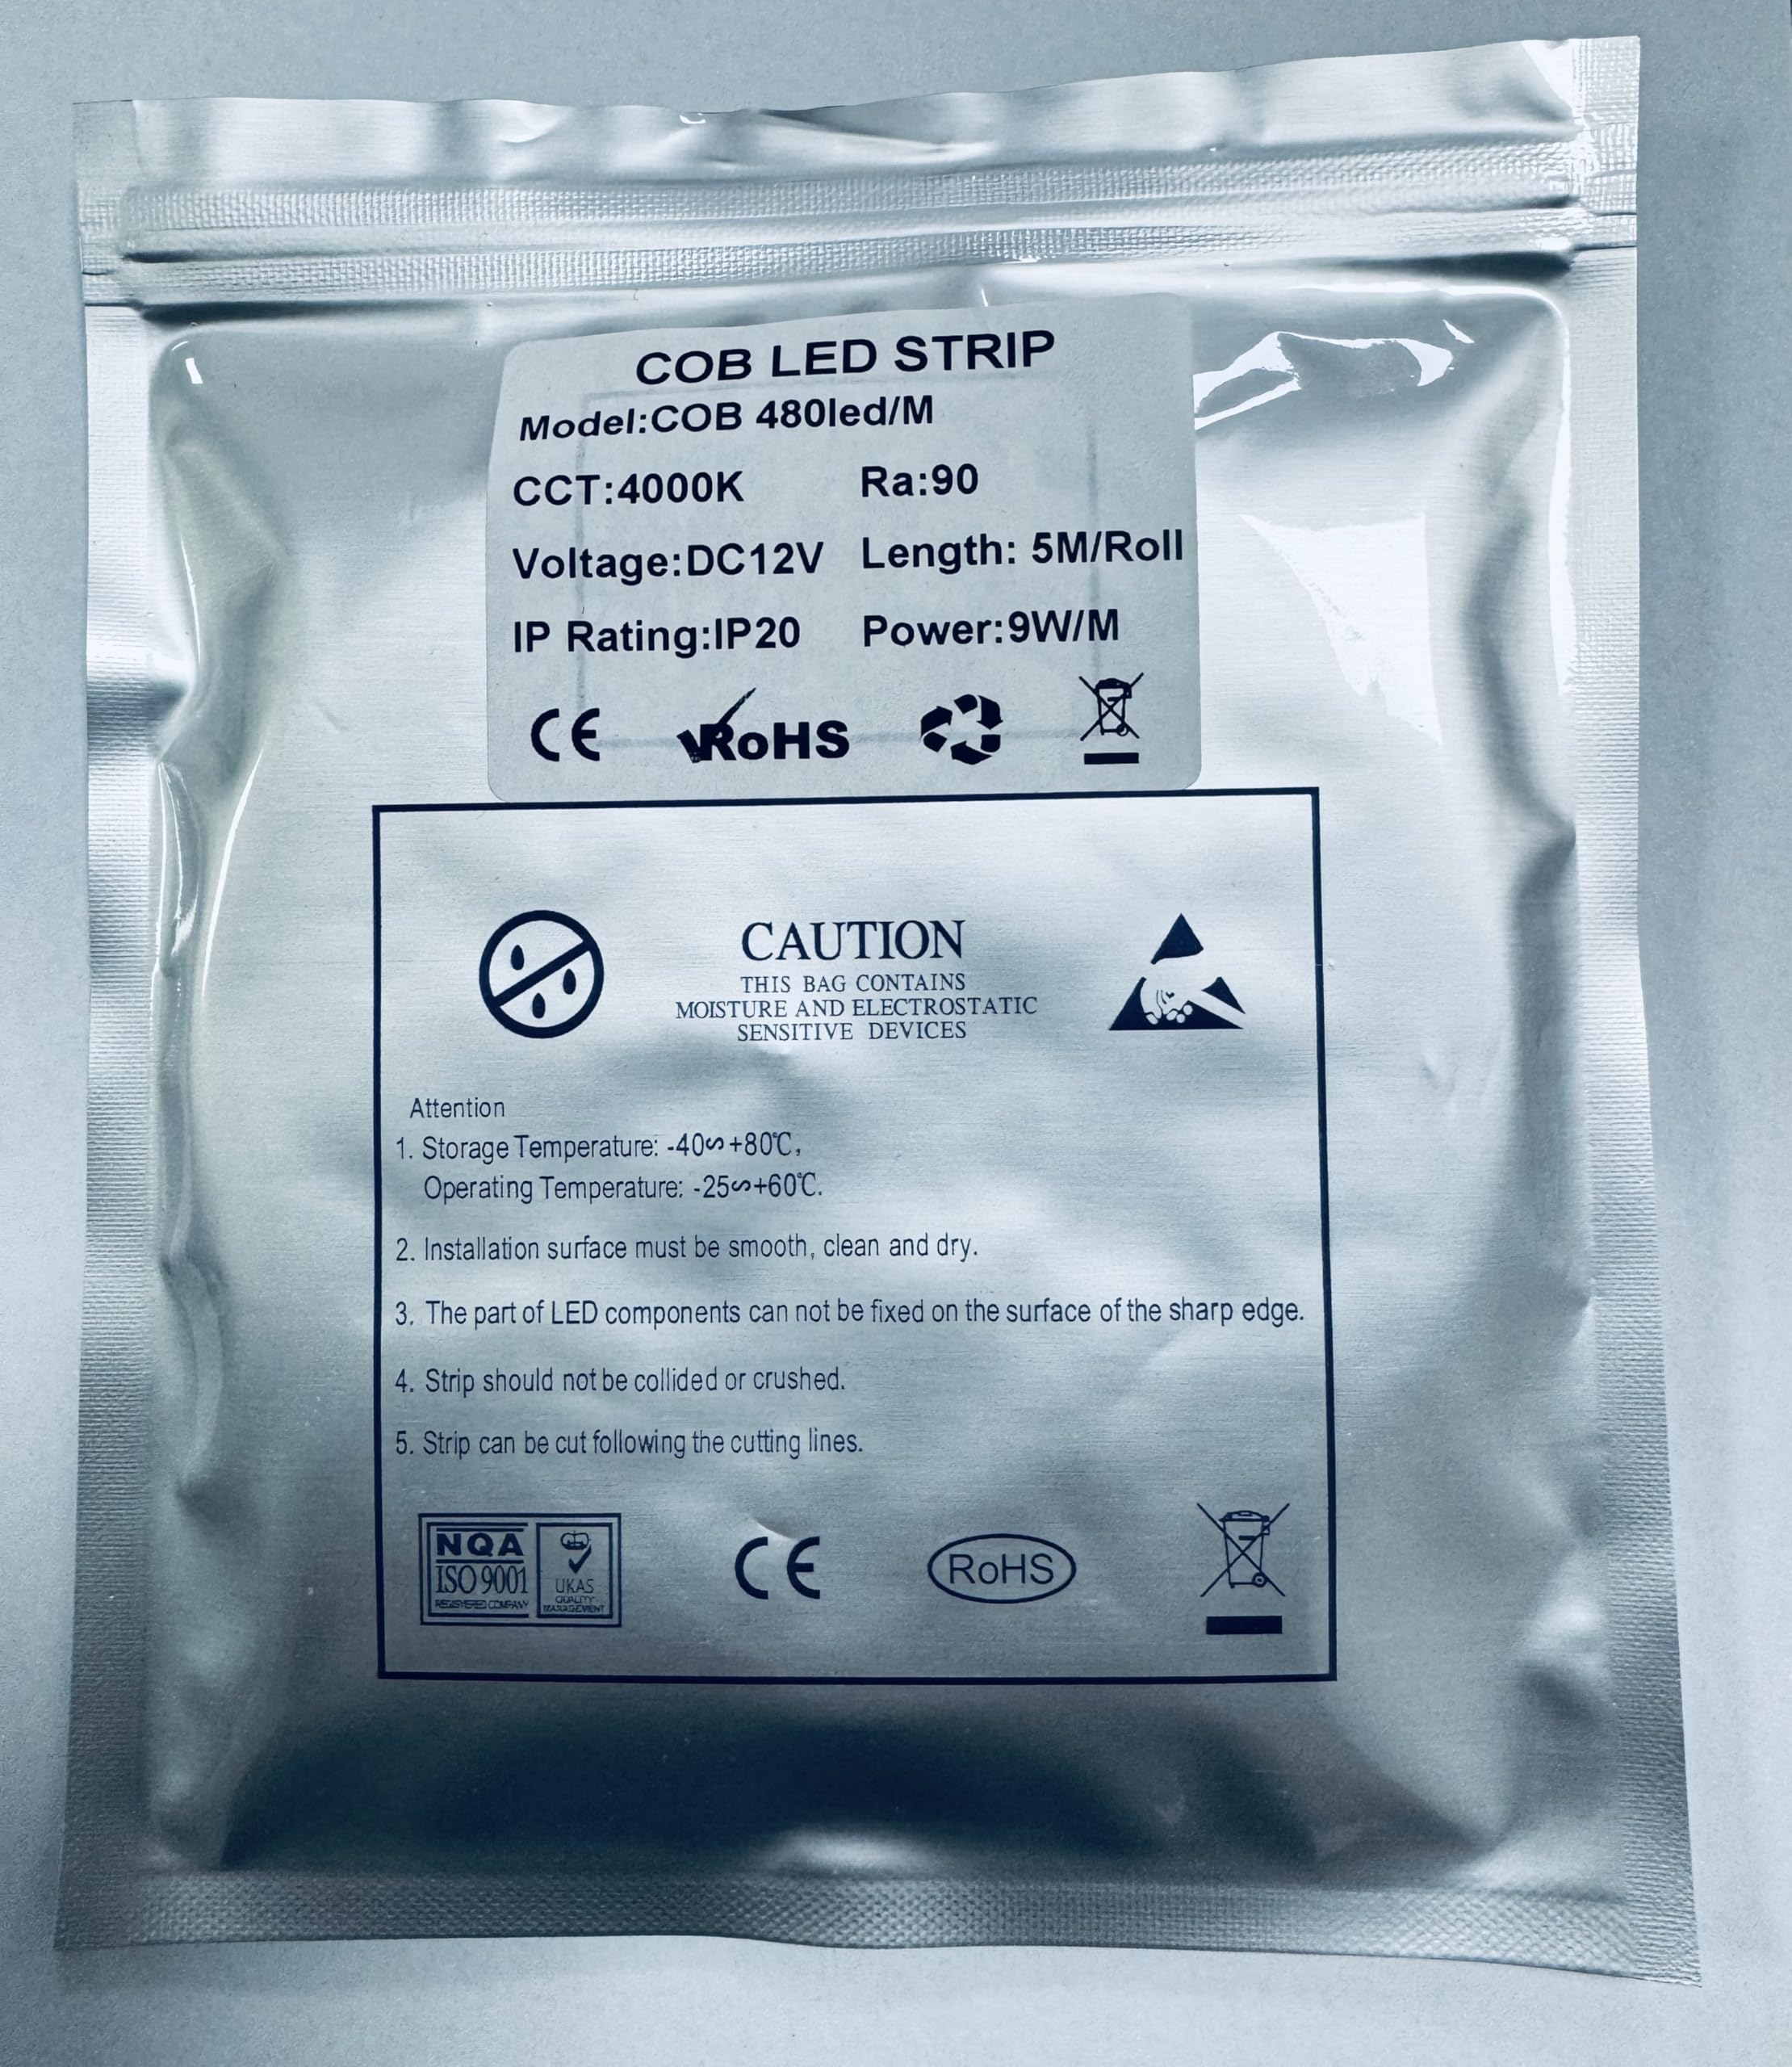 COB LED STRIP
Model:COB 480led/M
CCT:4000K Ra:90
Voltage:DC12V Length: 5M/Roll
IP Rating:IP20 Power:9W/M
CE RoHS
CAUTION
THIS BAG CONTAINS
MOISTURE AND ELECTROSTATIC
SENSITIVE DEVICES
Attention
1. Storage Temperature: -40∽+80℃,
Operating Temperature: -25∽+60℃.
2. Installation surface must be smooth, clean and dry.
3. The part of LED components can not be fixed on the surface of the sharp edge.
4. Strip should not be collided or crushed.
5. Strip can be cut following the cutting lines.
NQA
ISO 9001
REGISTERED COMPANY
UKAS
QUALITY
MANAGEMENT
CE
RoHS